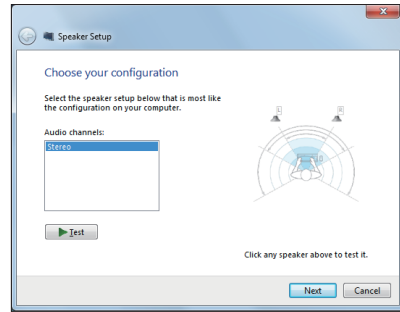 Speaker Setup
Choose your configuration
Select the speaker setup below that is most like
the configuration on your computer.
Audio channels:
Stereo
L
R
Test
Click any speaker above to test it.
Next
Cancel